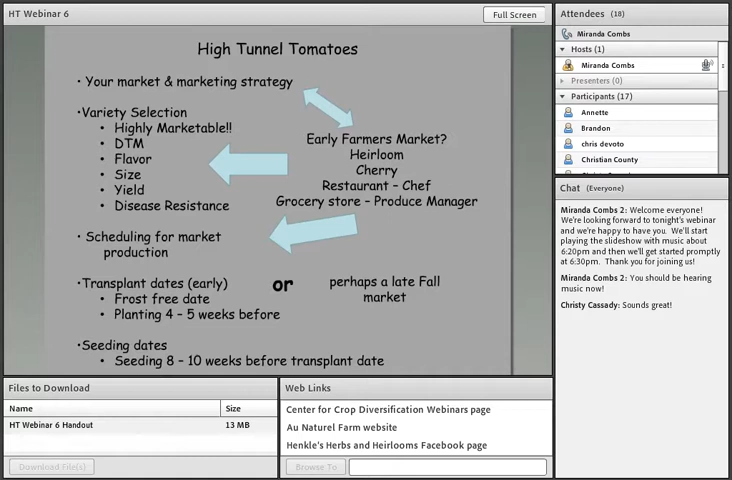 HT Webinar 6
Full Screen
High Tunnel Tomatoes
· Your market & marketing strategy
·Variety Selection
• Highly Marketable!!
• DTM
• Flavor
• Size
• Yield
• Disease Resistance
Early Farmers Market?
Heirloom
Cherry
Restaurant – Chef
Grocery store – Produce Manager
· Scheduling for market
production
·Transplant dates (early)
• Frost free date
• Planting 4 – 5 weeks before
or
perhaps a late Fall
market
·Seeding dates
• Seeding 8 – 10 weeks before transplant date
Files to Download
Name
Size
HT Webinar 6 Handout
13 MB
Download File(s)
Web Links
Center for Crop Diversification Webinars page
Au Naturel Farm website
Henkle's Herbs and Heirlooms Facebook page
Browse To
Attendees (18)
Miranda Combs
Hosts (1)
Miranda Combs
Presenters (0)
Participants (17)
Annette
Brandon
chris devoto
Christian County
Chat (Everyone)
Miranda Combs 2: Welcome everyone!
We're looking forward to tonight's webinar
and we're happy to have you. We'll start
playing the slideshow with music about
6:20pm and then we'll get started promptly
at 6:30pm. Thank you for joining us!
Miranda Combs 2: You should be hearing
music now!
Christy Cassady: Sounds great!